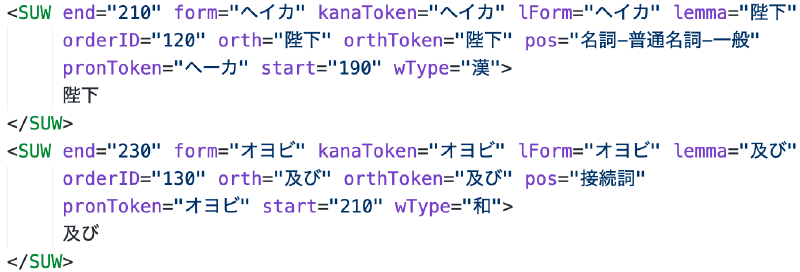 <SUW end="210" form="ヘイカ" kanaToken="ヘイカ" lForm="ヘイカ" lemma="陛下"
orderID="120" orth="陛下" orthToken="陛下" pos="名詞-普通名詞-一般"
pronToken="ヘーカ" start="190" wType="漢">
陛下
</SUW>
<SUW end="230" form="オヨビ" kanaToken="オヨビ" lForm="オヨビ" lemma="及び"
orderID="130" orth="及び" orthToken="及び" pos="接続詞"
pronToken="オヨビ" start="210" wType="和">
及び
</SUW>